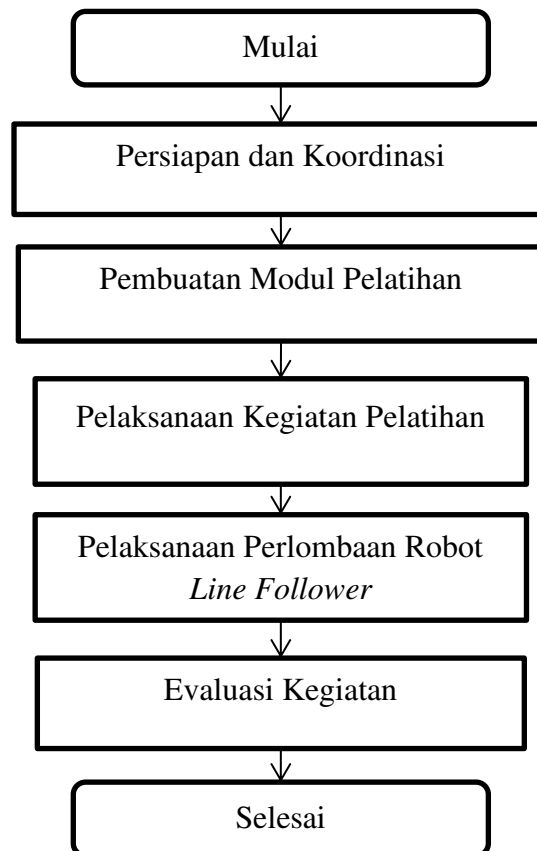 Mulai
Persiapan dan Koordinasi
Pembuatan Modul Pelatihan
Pelaksanaan Kegiatan Pelatihan
Pelaksanaan Perlombaan Robot
Line Follower
Evaluasi Kegiatan
Selesai